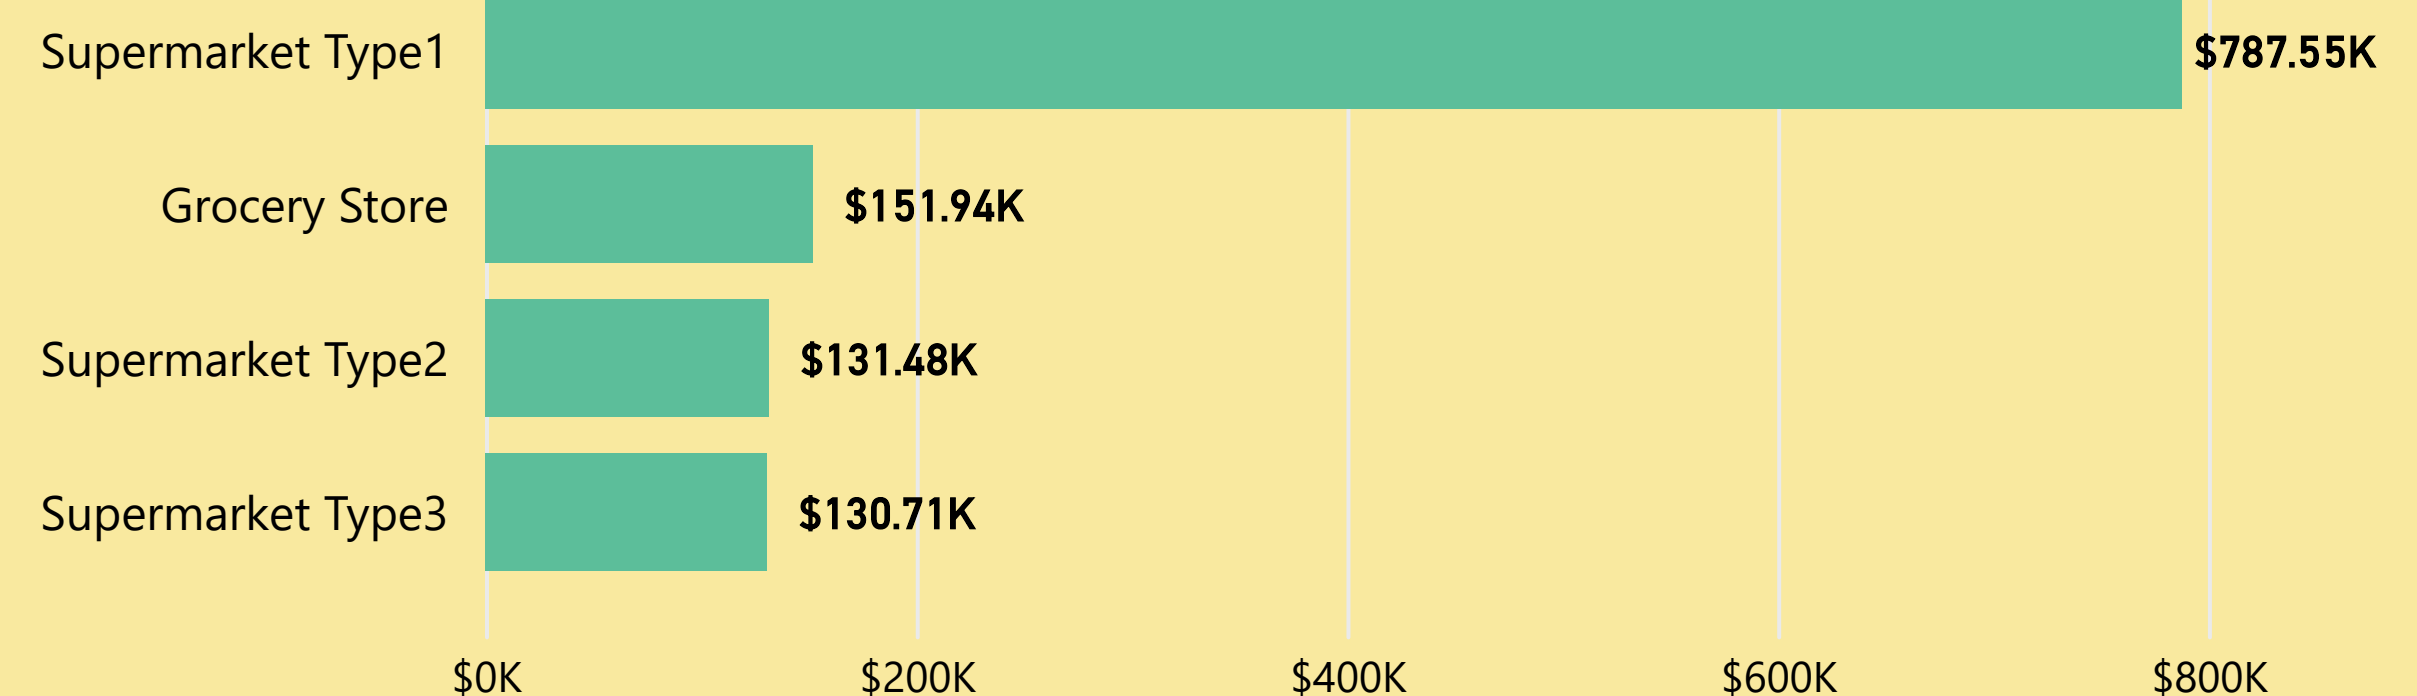 Supermarket Type1 $787.55K
Grocery Store $151.94K
Supermarket Type2 $131.48K
Supermarket Type3 $130.71K
$0K $200K $400K $600K $800K